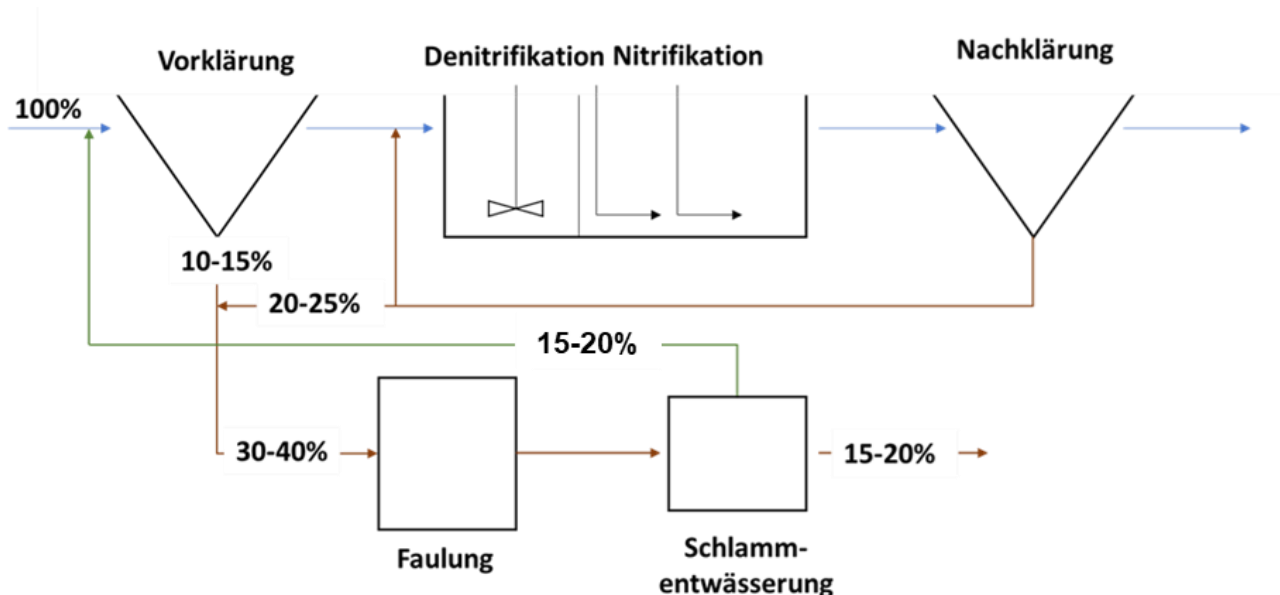 Vorklärung
Denitrifikation Nitrifikation
Nachklärung
100%
10-15%
20-25%
15-20%
30-40%
15-20%
Faulung
Schlamm-
entwässerung